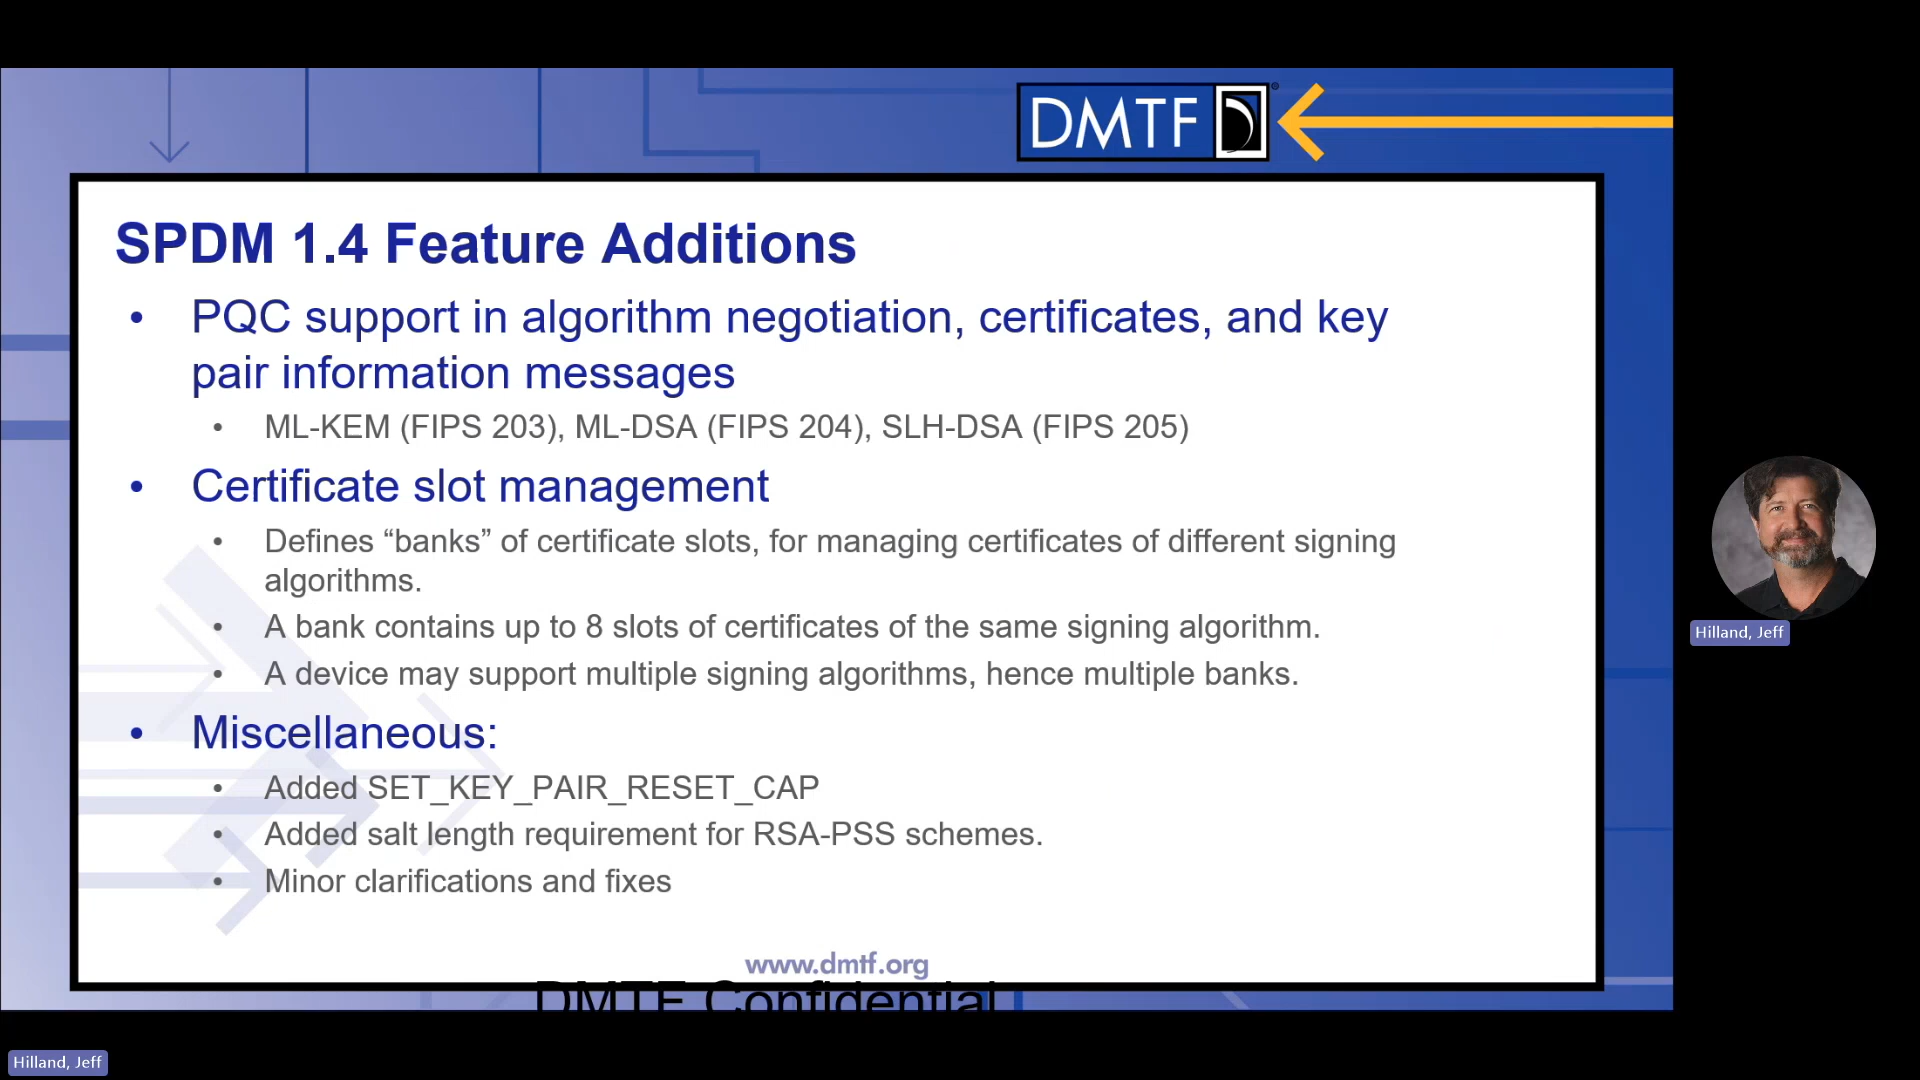 DMTF
SPDM 1.4 Feature Additions
• PQC support in algorithm negotiation, certificates, and key
pair information messages
• ML-KEM (FIPS 203), ML-DSA (FIPS 204), SLH-DSA (FIPS 205)
• Certificate slot management
• Defines “banks” of certificate slots, for managing certificates of different signing
algorithms.
• A bank contains up to 8 slots of certificates of the same signing algorithm.
• A device may support multiple signing algorithms, hence multiple banks.
• Miscellaneous:
• Added SET_KEY_PAIR_RESET_CAP
• Added salt length requirement for RSA-PSS schemes.
• Minor clarifications and fixes
www.dmtf.org
DMTF Confidential
Hilland, Jeff
Hilland, Jeff